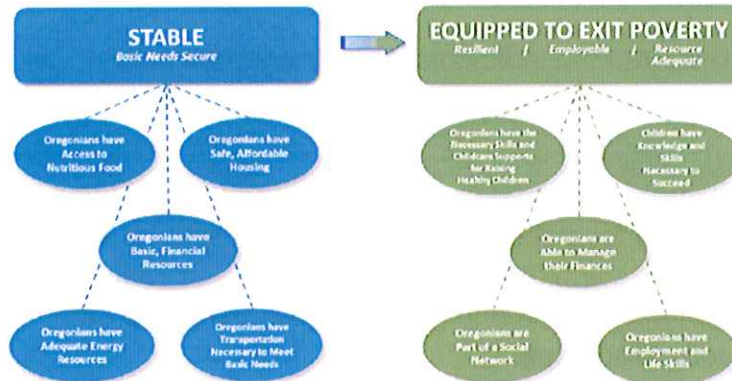 STABLE
Basic Needs Secure
EQUIPPED TO EXIT POVERTY
Resilient / Employable / Resource
Adequate
Oregonians have
Access to
Nutritious Food
Oregonians have
Safe, Affordable
Housing
Oregonians have the
Necessary Skills and
Childcare Supports
for Raising
Healthy Children
Children have
Knowledge and
Skills
Necessary to
Succeed
Oregonians have
Basic, Financial
Resources
Oregonians are
Able to Manage
their Finances
Oregonians have
Adequate Energy
Resources
Oregonians have
Transportation
Necessary to Meet
Basic Needs
Oregonians are
Part of a Social
Network
Oregonians have
Employment and
Life Skills